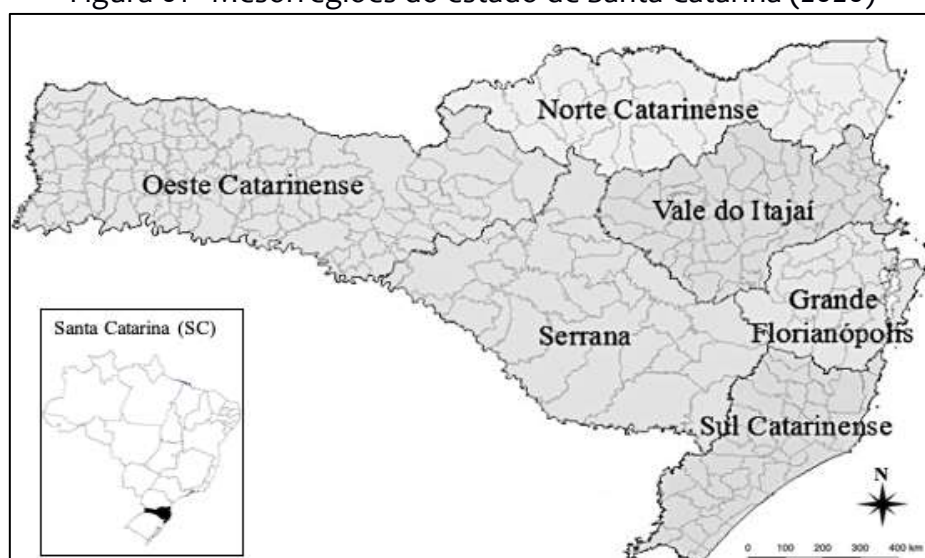 Norte Catarinense
Oeste Catarinense
Vale do Itajaí
Grande
Florianópolis
Serrana
Sul Catarinense
Santa Catarina (SC)
N
0 100 200 300 400 km